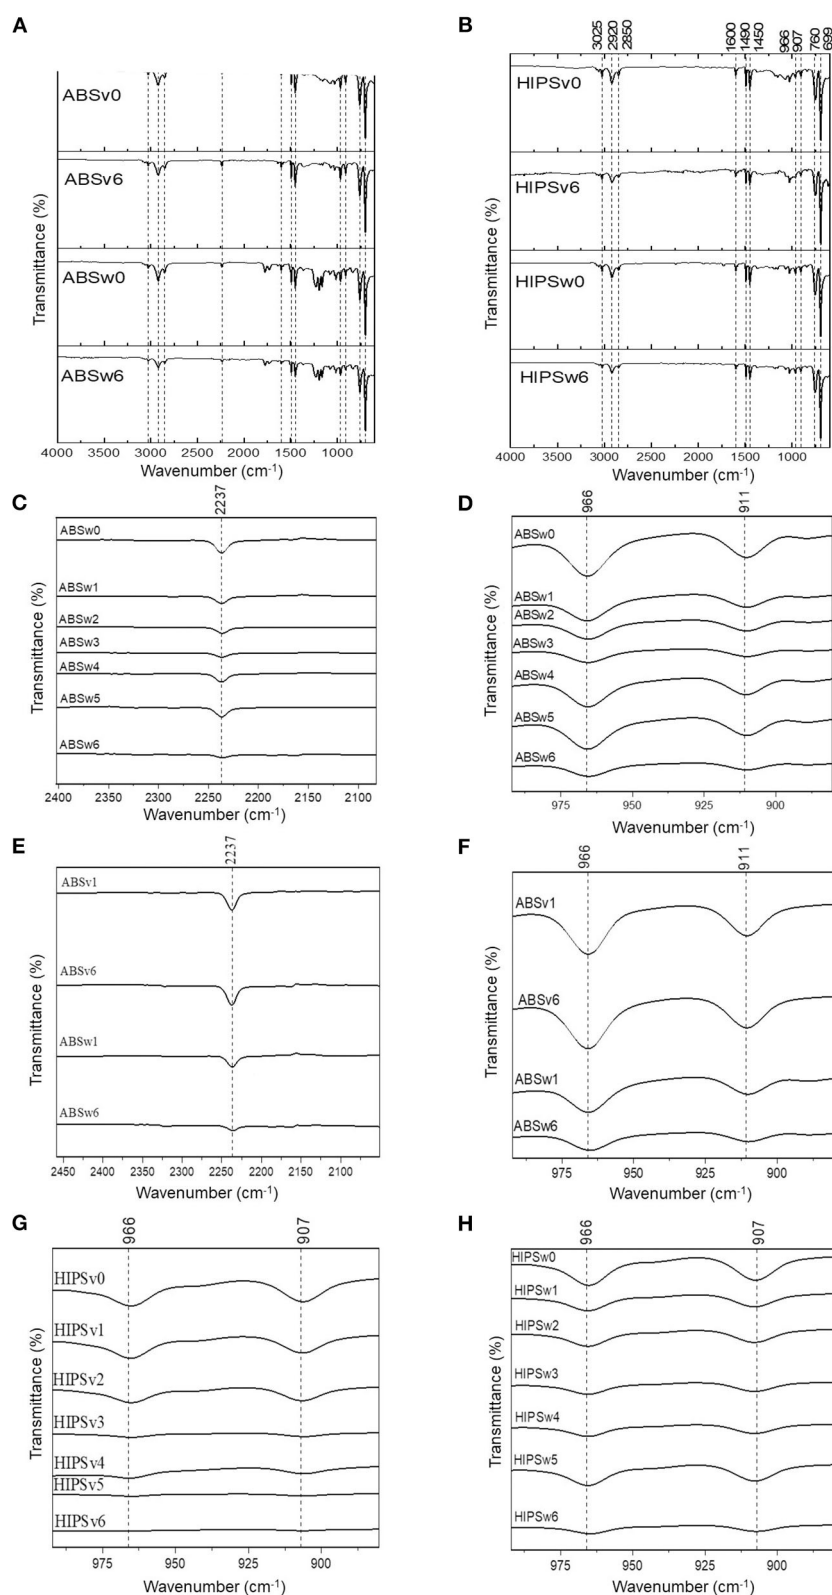 A
Transmittance (%)
ABSv0
ABSv6
ABSw0
ABSw6
4000 3500 3000 2500 2000 1500 1000
Wavenumber (cm-1)
B
3025 2920 2850 1600 1490 1450 966 907 760 699
Transmittance (%)
HIPSv0
HIPSv6
HIPSw0
HIPSw6
4000 3500 3000 2500 2000 1500 1000
Wavenumber (cm-1)
C
2237
Transmittance (%)
ABSw0
ABSw1
ABSw2
ABSw3
ABSw4
ABSw5
ABSw6
2400 2350 2300 2250 2200 2150 2100
Wavenumber (cm-1)
D
966 911
Transmittance (%)
ABSw0
ABSw1
ABSw2
ABSw3
ABSw4
ABSw5
ABSw6
975 950 925 900
Wavenumber (cm-1)
E
2237
Transmittance (%)
ABSv1
ABSv6
ABSw1
ABSw6
2450 2400 2350 2300 2250 2200 2150 2100
Wavenumber (cm-1)
F
966 911
Transmittance (%)
ABSv1
ABSv6
ABSw1
ABSw6
975 950 925 900
Wavenumber (cm-1)
G
966 907
Transmittance (%)
HIPSv0
HIPSv1
HIPSv2
HIPSv3
HIPSv4
HIPSv5
HIPSv6
975 950 925 900
Wavenumber (cm-1)
H
966 907
Transmittance (%)
HIPSw0
HIPSw1
HIPSw2
HIPSw3
HIPSw4
HIPSw5
HIPSw6
975 950 925 900
Wavenumber (cm-1)